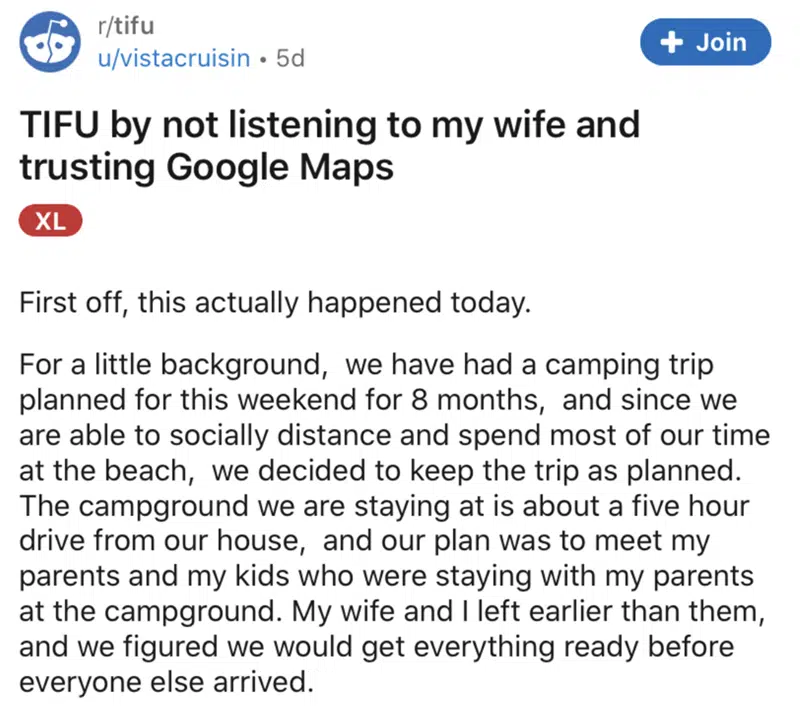 r/tifu
u/vistacruisin • 5d
+ Join
TIFU by not listening to my wife and
trusting Google Maps
XL
First off, this actually happened today.
For a little background,  we have had a camping trip
planned for this weekend for 8 months,  and since we
are able to socially distance and spend most of our time
at the beach,  we decided to keep the trip as planned.
The campground we are staying at is about a five hour
drive from our house,  and our plan was to meet my
parents and my kids who were staying with my parents
at the campground. My wife and I left earlier than them,
and we figured we would get everything ready before
everyone else arrived.